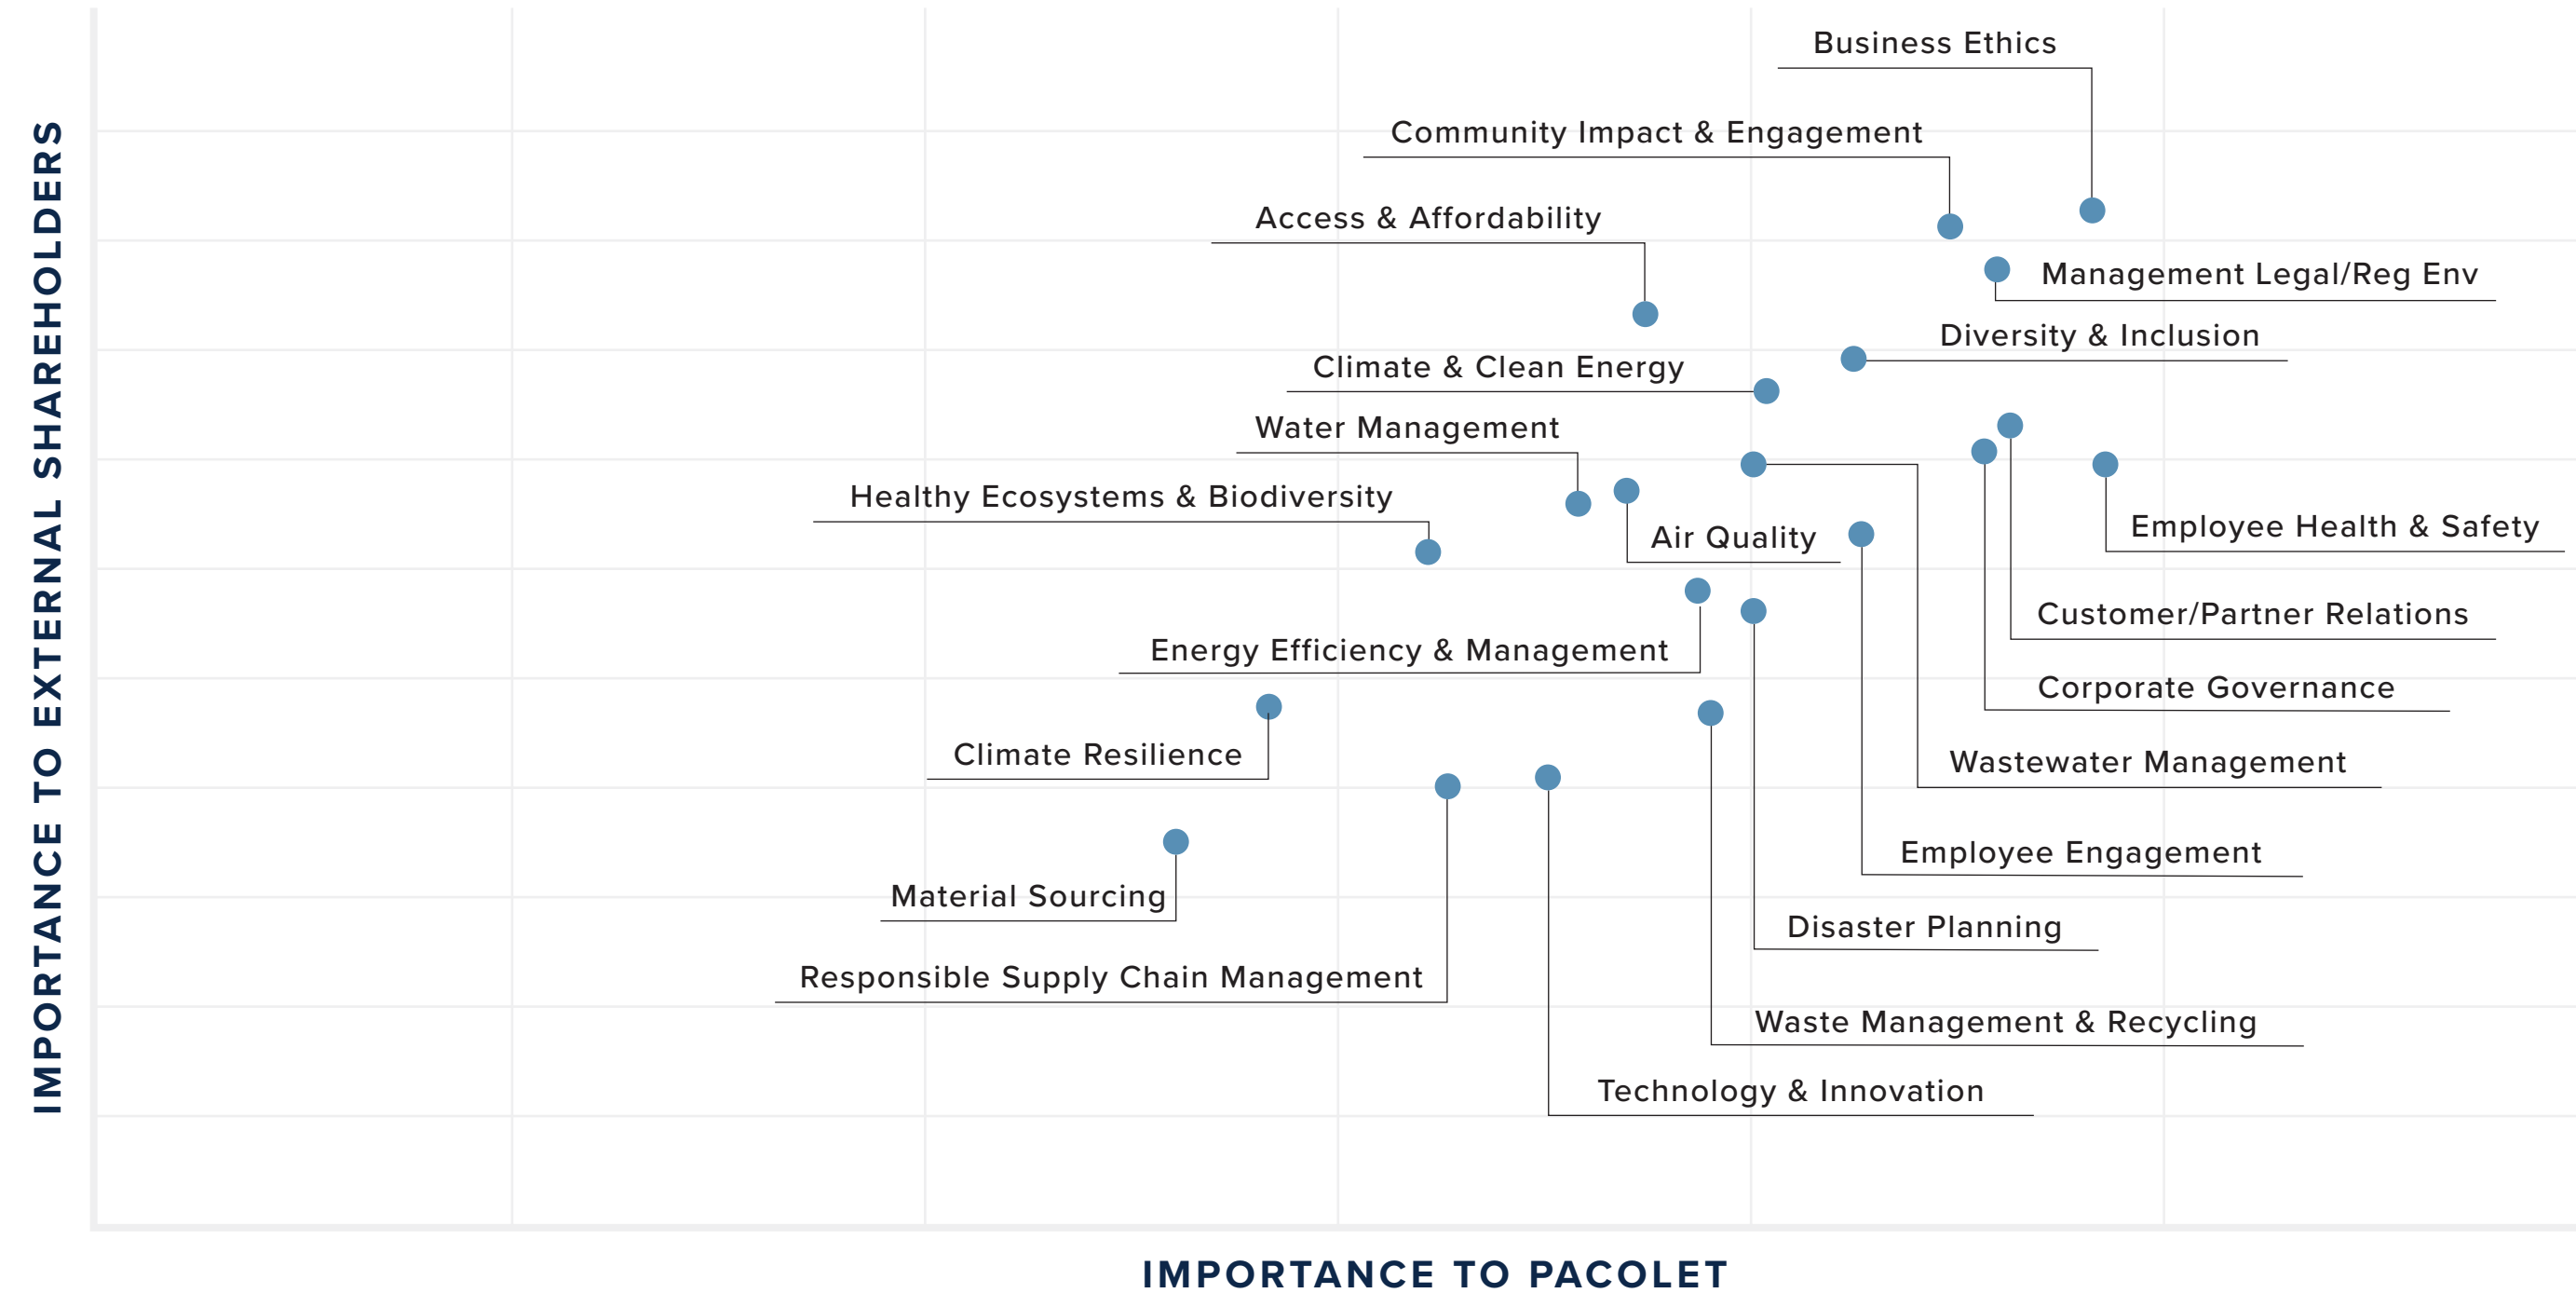 IMPORTANCE TO EXTERNAL SHAREHOLDERS
Business Ethics
Community Impact & Engagement
Access & Affordability
Management Legal/Reg Env
Diversity & Inclusion
Climate & Clean Energy
Water Management
Healthy Ecosystems & Biodiversity
Employee Health & Safety
Air Quality
Customer/Partner Relations
Energy Efficiency & Management
Corporate Governance
Climate Resilience
Wastewater Management
Employee Engagement
Material Sourcing
Disaster Planning
Responsible Supply Chain Management
Waste Management & Recycling
Technology & Innovation
IMPORTANCE TO PACOLET